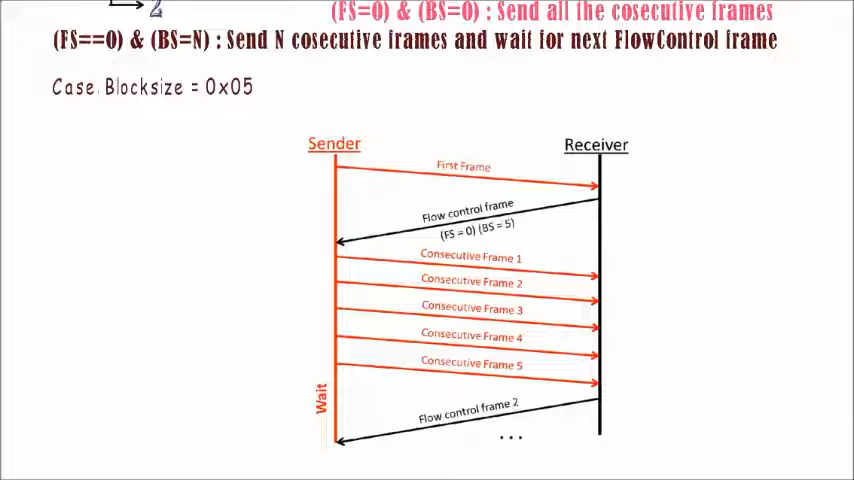 2
(FS=0) & (BS=0) : Send all the cosecutive frames
(FS==0) & (BS=N) : Send N cosecutive frames and wait for next FlowControl frame
Case. Blocksize = 0x05
Sender
Receiver
First Frame
Flow control frame
(FS = 0) (BS = 5)
Consecutive Frame 1
Consecutive Frame 2
Consecutive Frame 3
Consecutive Frame 4
Consecutive Frame 5
Wait
Flow control frame 2
...